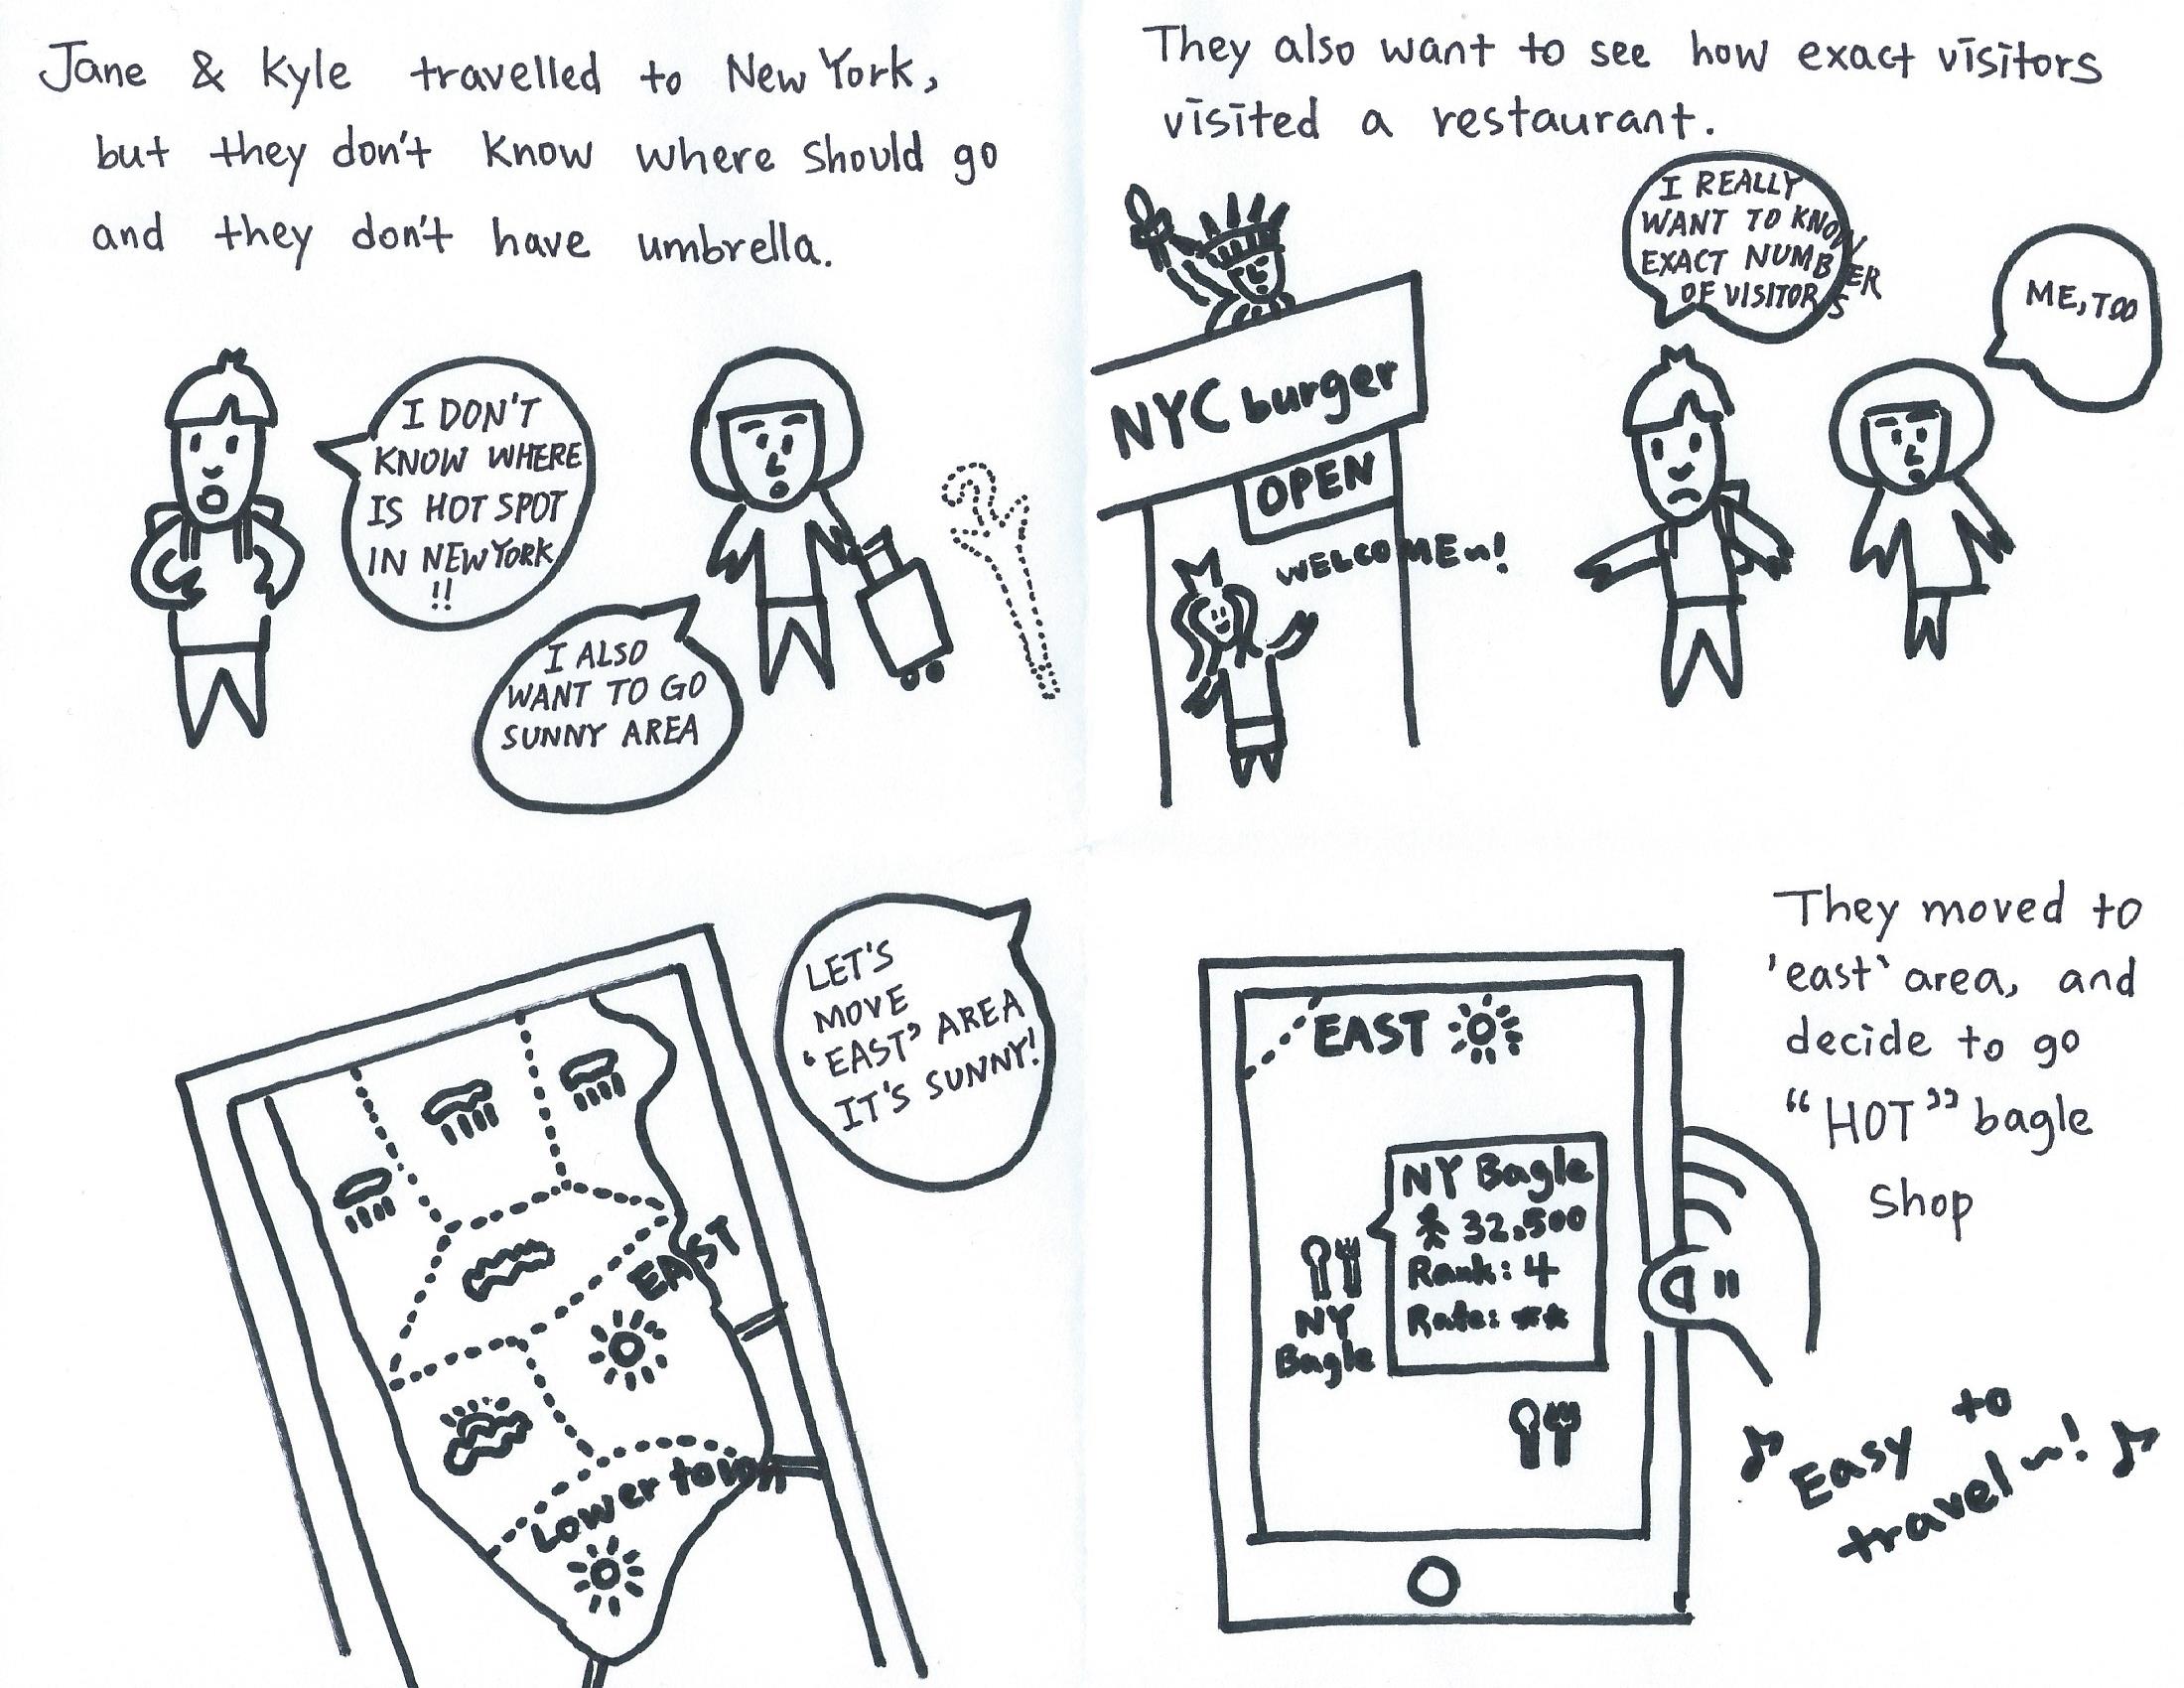 Jane & Kyle travelled to New York,
but they don't know where should go
and they don't have umbrella.
I DON'T
KNOW WHERE
IS HOT SPOT
IN NEW YORK
!!
I ALSO
WANT TO GO
SUNNY AREA
They also want to see how exact visitors
visited a restaurant.
I REALLY
WANT TO KNOW
EXACT NUMBER
OF VISITORS
ME, TOO
NYC burger
OPEN
WELCOME~!
LET'S
MOVE
'EAST' AREA
IT'S SUNNY!
EAST
Lower town
They moved to
'east' area, and
decide to go
"HOT" bagle
shop
EAST
NY Bagle
32,500
Rank: 4
Rate: **
NY
Bagle
♪ Easy to
travel~! ♪